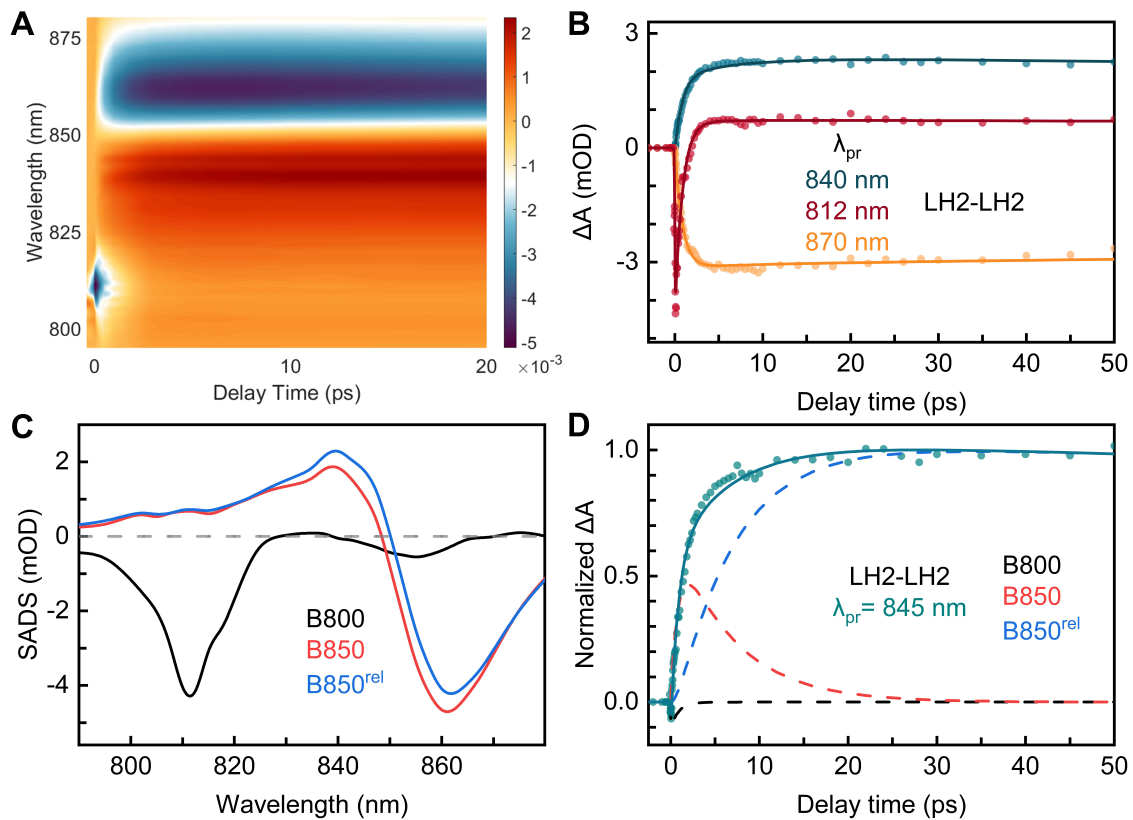 A
875
850
825
800
Wavelength (nm)
0
10
20
Delay Time (ps)
2
1
0
-1
-2
-3
-4
-5
×10⁻³
B
3
0
-3
ΔA (mOD)
λpr
840 nm
812 nm
870 nm
LH2-LH2
0
10
20
30
40
50
Delay time (ps)
C
2
0
-2
-4
SADS (mOD)
B800
B850
B850ʳᵉˡ
800
820
840
860
Wavelength (nm)
D
1.0
0.5
0.0
Normalized ΔA
LH2-LH2
λpr= 845 nm
B800
B850
B850ʳᵉˡ
0
10
20
30
40
50
Delay time (ps)